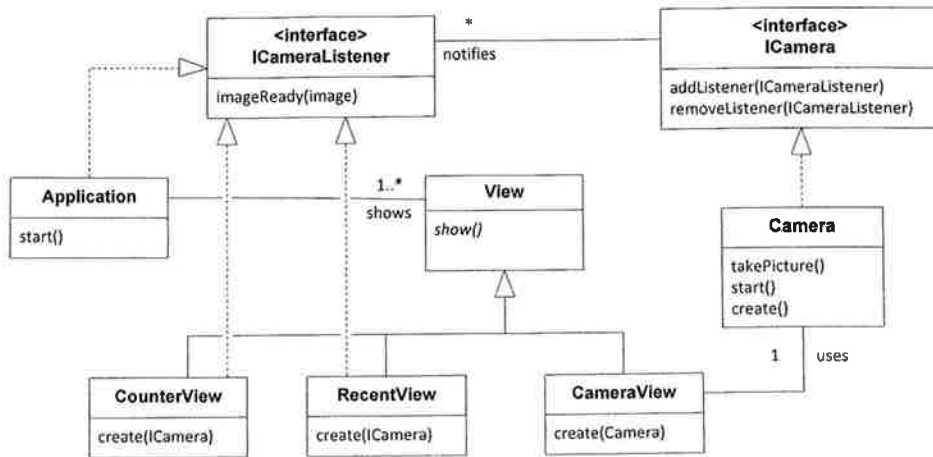 <interface>
ICameraListener
imageReady(image)
*
notifies
<interface>
ICamera
addListener(ICameraListener)
removeListener(ICameraListener)
Application
start()
1..*
shows
View
show()
Camera
takePicture()
start()
create()
1 uses
CounterView
create(ICamera)
RecentView
create(ICamera)
CameraView
create(Camera)